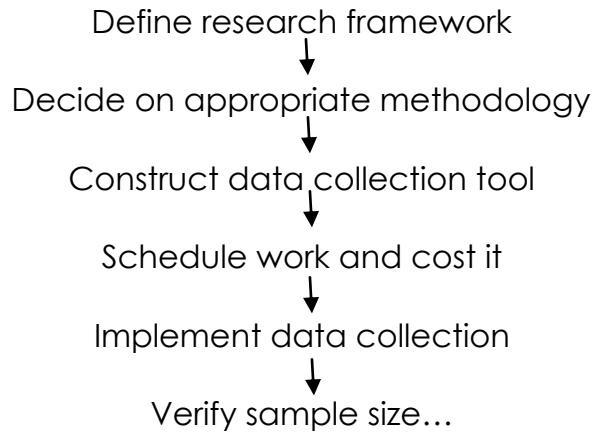 Define research framework
Decide on appropriate methodology
Construct data collection tool
Schedule work and cost it
Implement data collection
Verify sample size…